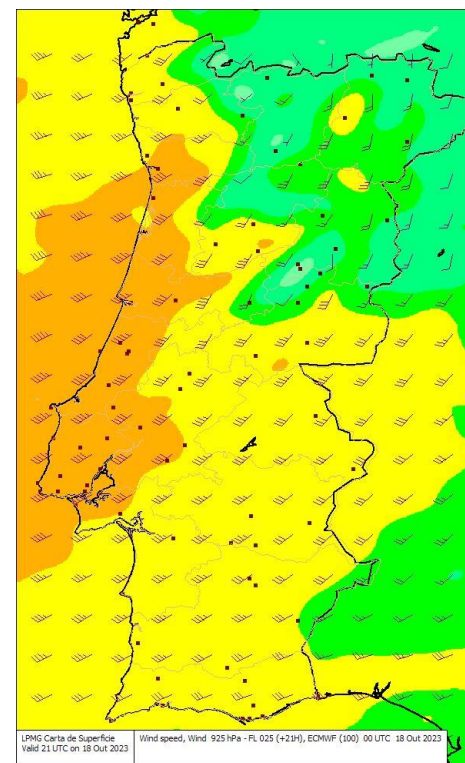 LPMG Carta de Superficie
Valid 21 UTC on 18 Out 2023
Wind speed, Wind 925 hPa - FL 025 (+21H), ECMWF (100) 00 UTC 18 Out 2023